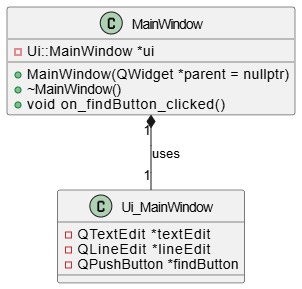 C MainWindow
Ui::MainWindow *ui
MainWindow(QWidget *parent = nullptr)
~MainWindow()
void on_findButton_clicked()
1
uses
1
C Ui_MainWindow
QTextEdit *textEdit
QLineEdit *lineEdit
QPushButton *findButton